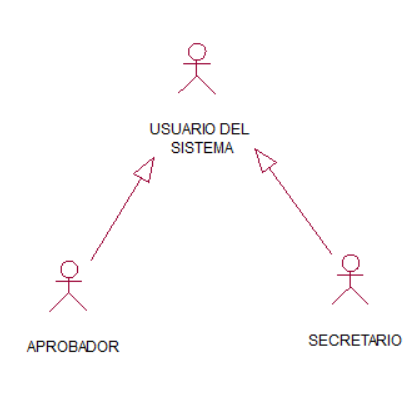 USUARIO DEL
SISTEMA
APROBADOR
SECRETARIO